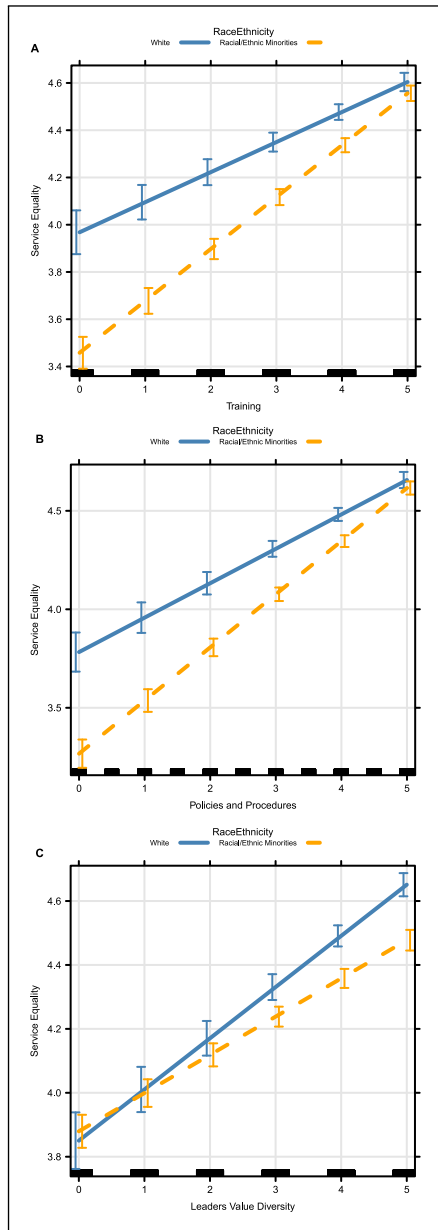 A
RaceEthnicity
White Racial/Ethnic Minorities
4.6
4.4
4.2
4.0
3.8
3.6
3.4
Service Equality
0 1 2 3 4 5
Training
B
RaceEthnicity
White Racial/Ethnic Minorities
4.5
4.0
3.5
Service Equality
0 1 2 3 4 5
Policies and Procedures
C
RaceEthnicity
White Racial/Ethnic Minorities
4.6
4.4
4.2
4.0
3.8
Service Equality
0 1 2 3 4 5
Leaders Value Diversity